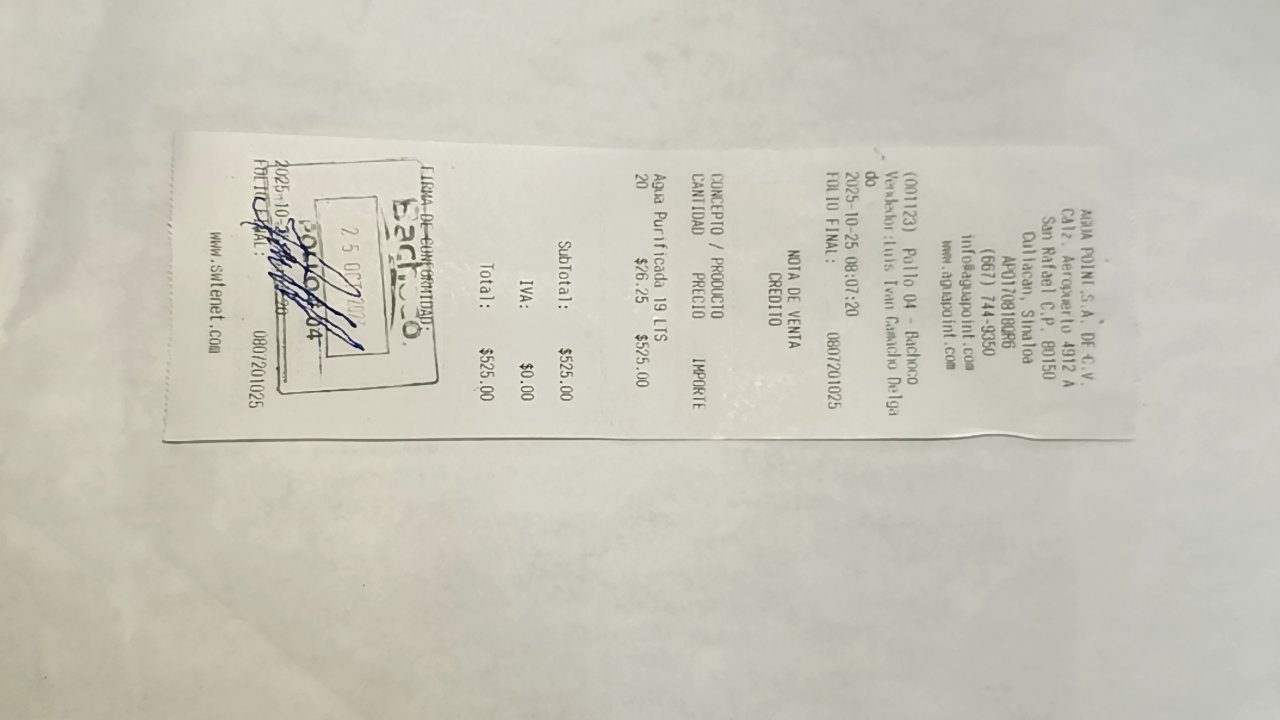 AGUA POINT S.A. DE C.V.
Calz. Aeropuerto 4912 A
San Rafael C.P. 80150
Culiacan, Sinaloa
APO170818DR6
(667) 744-9350
info@aguapoint.com
www.aguapoint.com
(001123) Pollo 04 - Bachoco
Vendedor:Luis Ivan Camacho Delga
do
2025-10-25 08:07:20
FOLIO FINAL: 0807201025
NOTA DE VENTA
CREDITO
CONCEPTO / PRODUCTO
CANTIDAD PRECIO IMPORTE
Agua Purificada 19 LTS
20 $26.25 $525.00
SubTotal: $525.00
IVA: $0.00
Total: $525.00
FIRMA DE CONFORMIDAD:
Bachoco
25 OCT 2025
FOLIO FINAL: 0807201025
www.swtenet.com